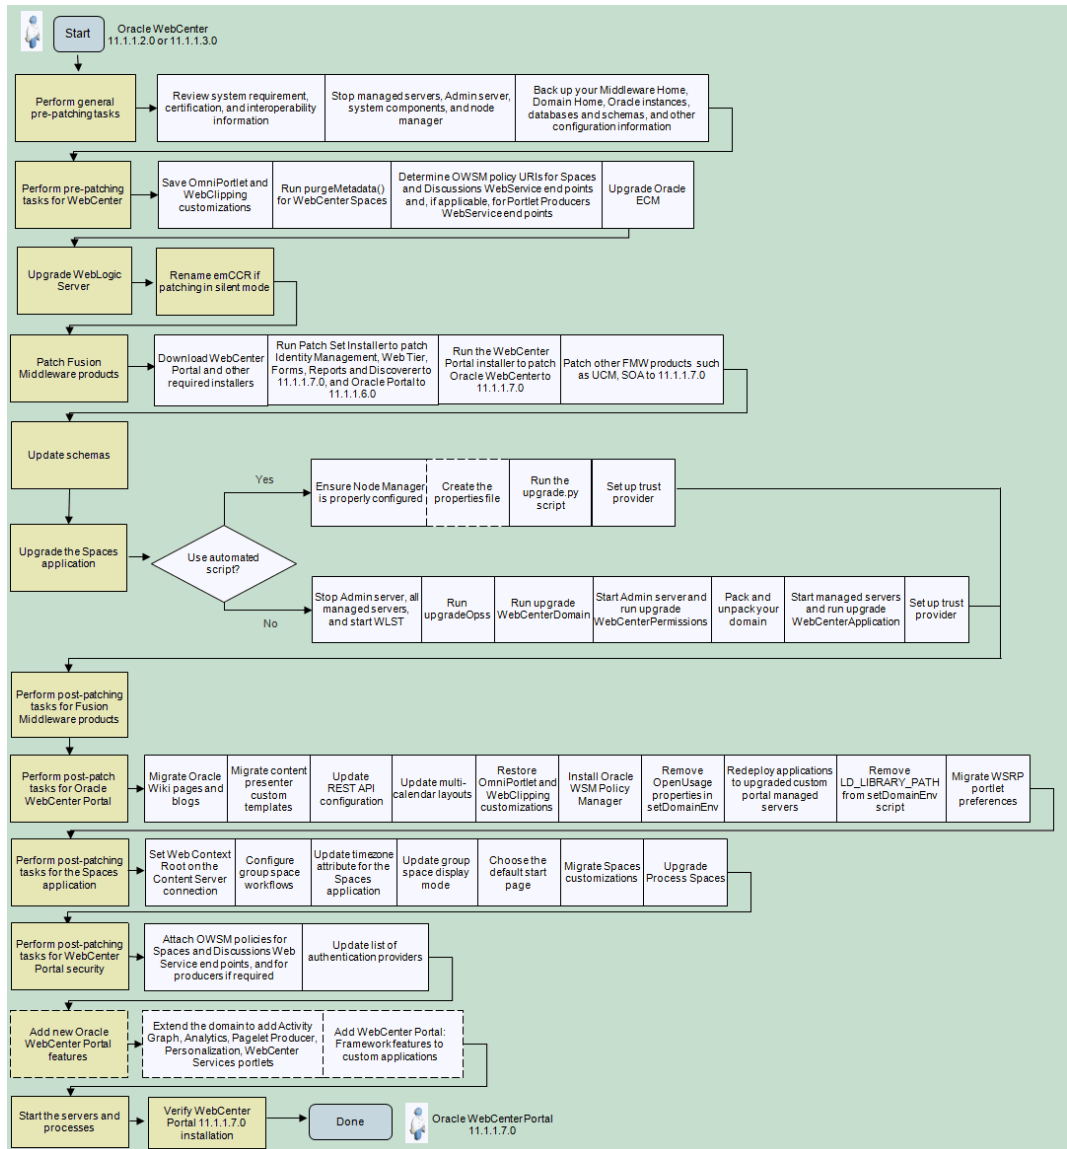 Start
Oracle WebCenter
11.1.1.2.0 or 11.1.1.3.0
Perform general
pre-patching tasks
Review system requirement,
certification, and interoperability
information
Stop managed servers, Admin server,
system components, and node
manager
Back up your Middleware Home,
Domain Home, Oracle instances,
databases and schemas, and other
configuration information
Perform pre-patching
tasks for WebCenter
Save OmniPortlet and
WebClipping
customizations
Run purgeMetadata()
for WebCenter Spaces
Determine OWSM policy URIs for Spaces
and Discussions WebService end points
and, if applicable, for Portlet Producers
WebService end points
Upgrade Oracle
ECM
Upgrade WebLogic
Server
Rename emCCR if
patching in silent mode
Patch Fusion
Middleware products
Download WebCenter
Portal and other
required installers
Run Patch Set Installer to patch
Identity Management, Web Tier,
Forms, Reports and Discoverer to
11.1.1.7.0, and Oracle Portal to
11.1.1.6.0
Run the WebCenter
Portal installer to patch
Oracle WebCenter to
11.1.1.7.0
Patch other FMW products such
as UCM, SOA to 11.1.1.7.0
Update schemas
Upgrade the Spaces
application
Use automated
script?
Yes
Ensure Node Manager
is properly configured
Create the
properties file
Run the
upgrade.py
script
Set up trust
provider
No
Stop Admin server, all
managed servers,
and start WLST
Run
upgradeOpss
Run upgrade
WebCenterDomain
Start Admin server and
run upgrade
WebCenterPermissions
Pack and
unpack your
domain
Start managed servers
and run upgrade
WebCenterApplication
Set up trust
provider
Perform post-patching
tasks for Fusion
Middleware products
Perform post-patch
tasks for Oracle
WebCenter Portal
Migrate Oracle
Wiki pages and
blogs
Migrate content
presenter
custom
templates
Update
REST API
configuration
Update multi-
calendar layouts
Restore
OmniPortlet and
WebClipping
customizations
Install Oracle
WSM Policy
Manager
Remove
OpenUsage
properties in
setDomainEnv
Redeploy applications
to upgraded custom
portal managed
servers
Remove
LD_LIBRARY_PATH
from setDomainEnv
script
Migrate WSRP
portlet
preferences
Perform post-patching
tasks for the Spaces
application
Set Web Context
Root on the
Content Server
connection
Configure
group space
workflows
Update timezone
attribute for the
Spaces application
Update group
space display
mode
Choose the
default start
page
Migrate Spaces
customizations
Upgrade
Process Spaces
Perform post-patching
tasks for WebCenter
Portal security
Attach OWSM policies for
Spaces and Discussions Web
Service end points, and for
producers if required
Update list of
authentication providers
Add new Oracle
WebCenter Portal
features
Extend the domain to add Activity
Graph, Analytics, Pagelet Producer,
Personalization, WebCenter
Services portlets
Add WebCenter Portal:
Framework features to
custom applications
Start the servers and
processes
Verify WebCenter
Portal 11.1.1.7.0
installation
Done
Oracle WebCenter Portal
11.1.1.7.0